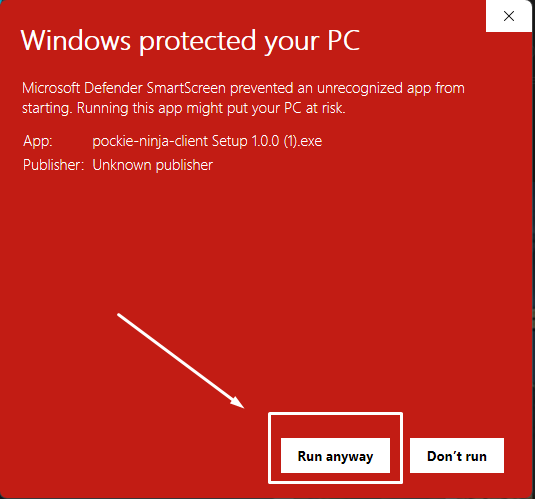 Windows protected your PC
Microsoft Defender SmartScreen prevented an unrecognized app from
starting. Running this app might put your PC at risk.
App: pockie-ninja-client Setup 1.0.0 (1).exe
Publisher: Unknown publisher
Run anyway Don't run